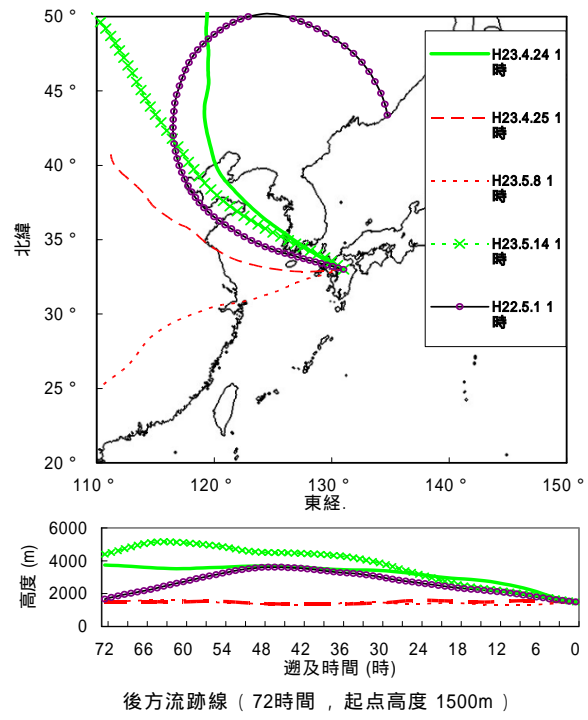 50°
45°
40°
35°
30°
25°
20°
北緯
110°
120°
130°
140°
150°
東経.
H23.4.24 1
時
H23.4.25 1
時
H23.5.8 1
時
H23.5.14 1
時
H22.5.1 1
時
6000
4000
2000
0
高度 (m)
72 66 60 54 48 42 36 30 24 18 12 6 0
遡及時間 (時)
後方流跡線 ( 72時間 , 起点高度 1500m )